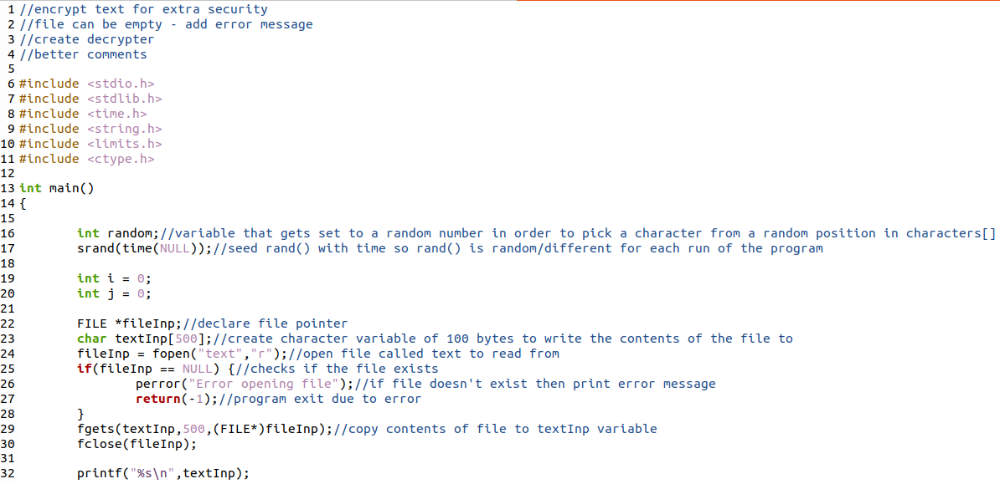 1 //encrypt text for extra security
2 //file can be empty - add error message
3 //create decrypter
4 //better comments
5
6 #include <stdio.h>
7 #include <stdlib.h>
8 #include <time.h>
9 #include <string.h>
10 #include <limits.h>
11 #include <ctype.h>
12
13 int main()
14 {
15
16         int random;//variable that gets set to a random number in order to pick a character from a random position in characters[]
17         srand(time(NULL));//seed rand() with time so rand() is random/different for each run of the program
18
19         int i = 0;
20         int j = 0;
21
22         FILE *fileInp;//declare file pointer
23         char textInp[500];//create character variable of 100 bytes to write the contents of the file to
24         fileInp = fopen("text","r");//open file called text to read from
25         if(fileInp == NULL) {//checks if the file exists
26                 perror("Error opening file");//if file doesn't exist then print error message
27                 return(-1);//program exit due to error
28         }
29         fgets(textInp,500,(FILE*)fileInp);//copy contents of file to textInp variable
30         fclose(fileInp);
31
32         printf("%s\n",textInp);